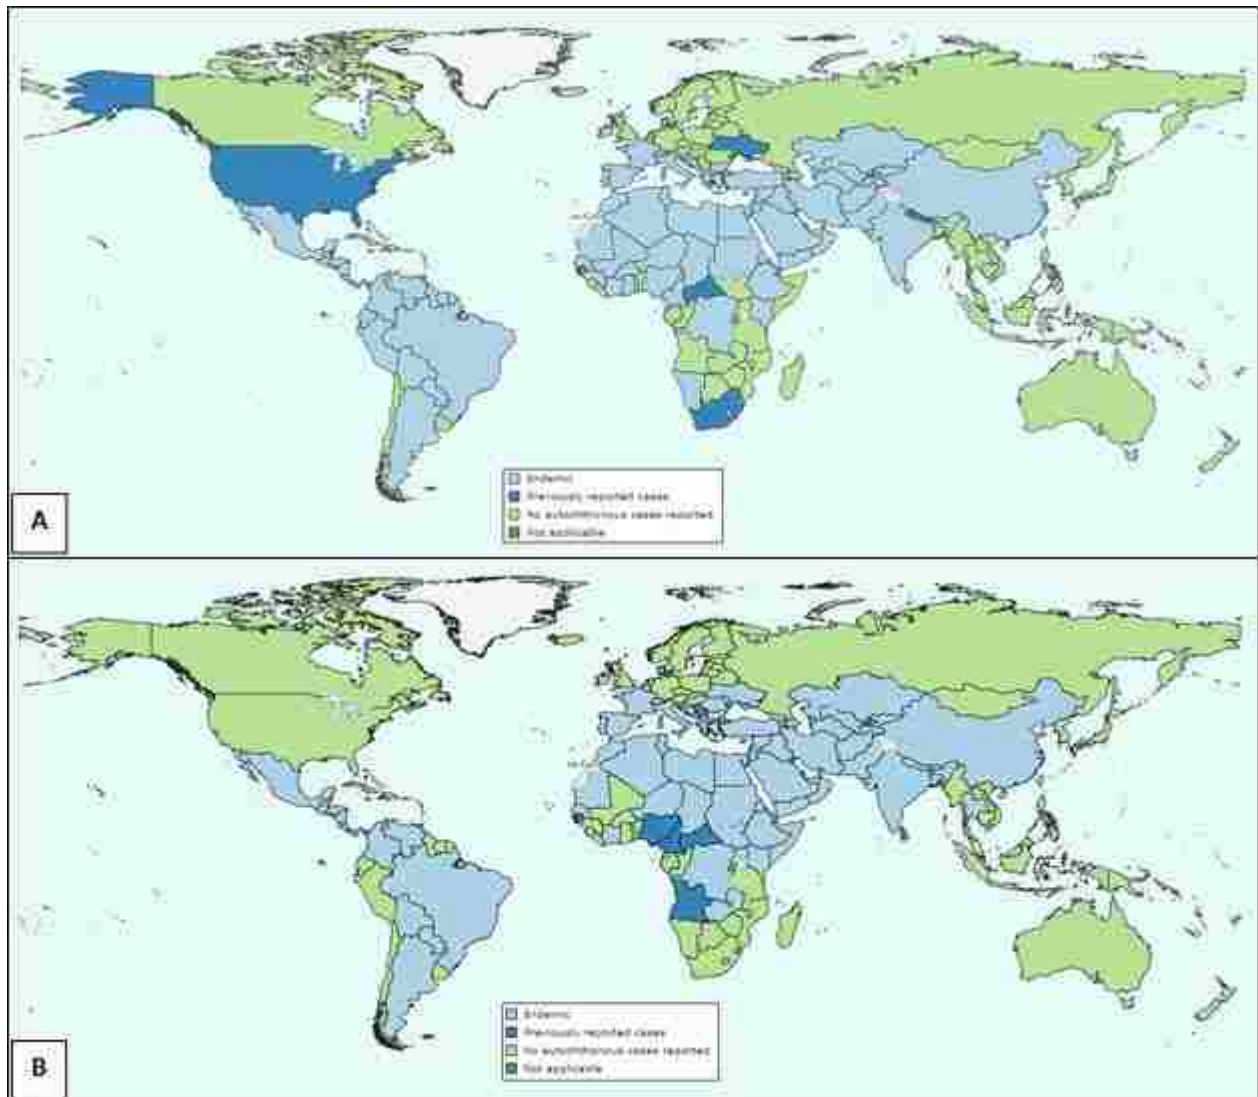 Endemic
Previously reported cases
No autochthonous cases reported
Not applicable
A
Endemic
Previously reported cases
No autochthonous cases reported
Not applicable
B